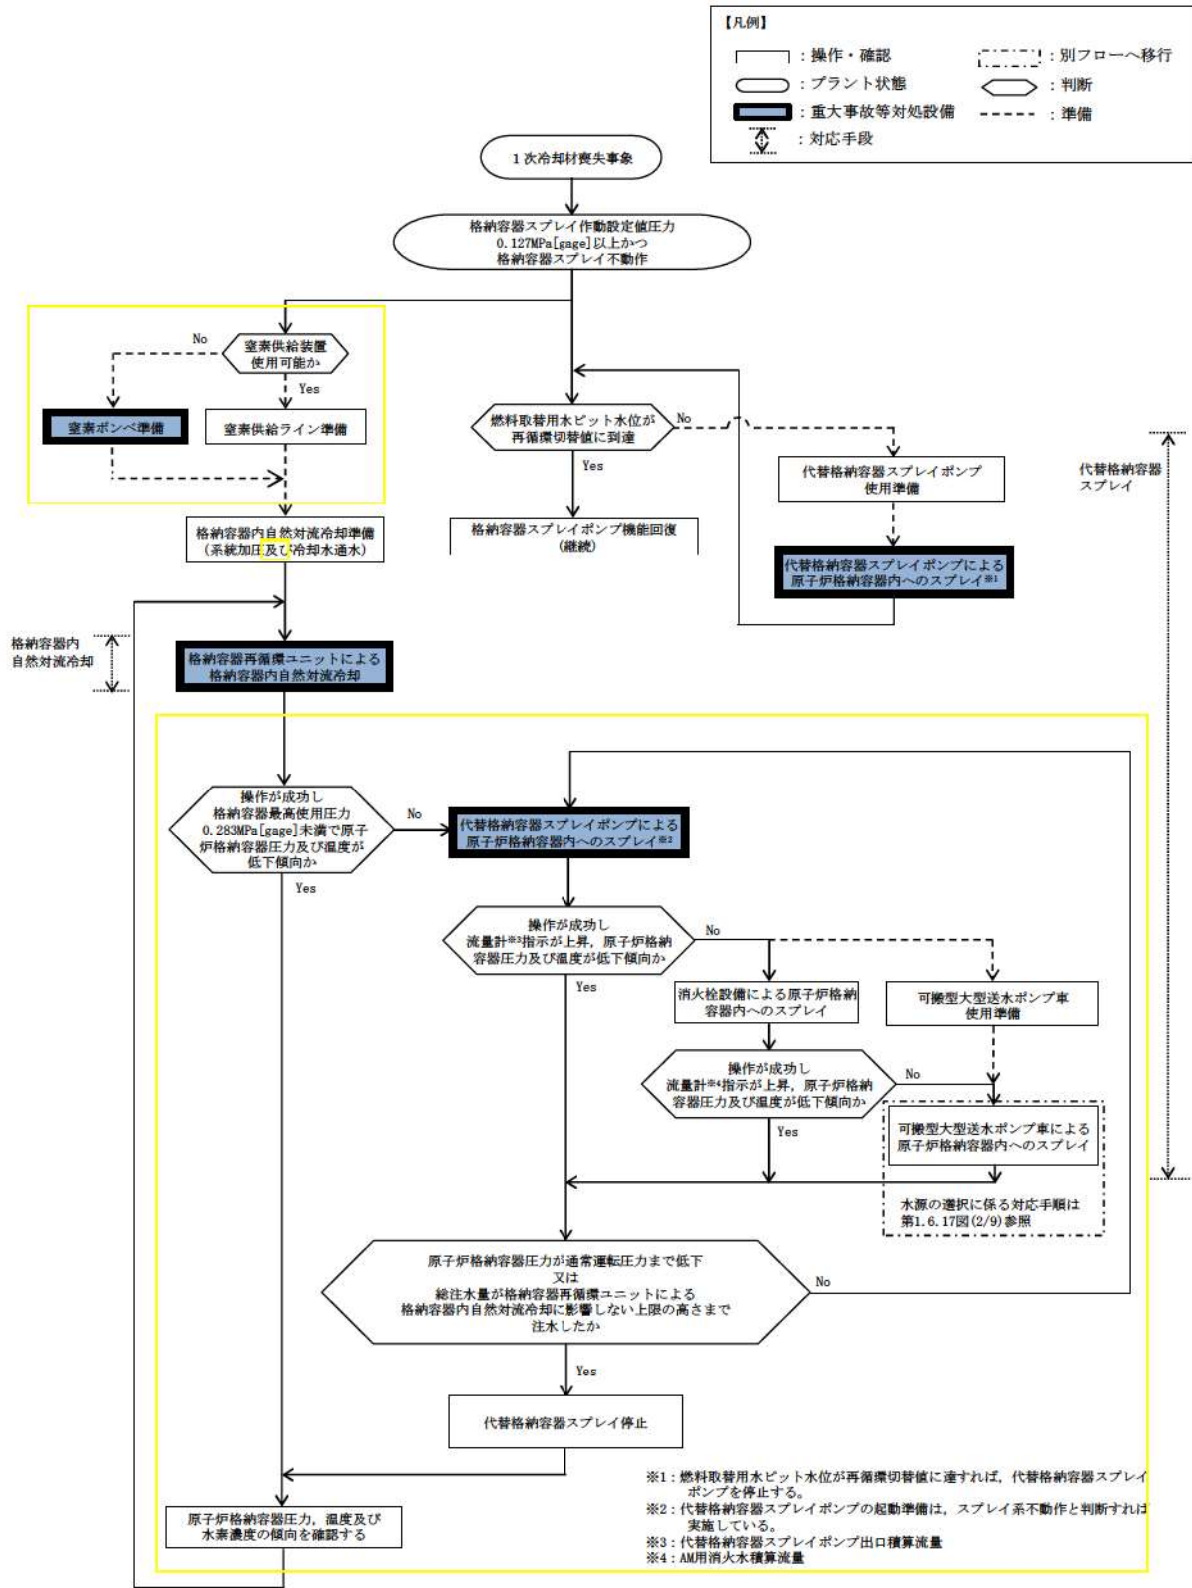 【凡例】
：操作・確認
：別フローへ移行
：プラント状態
：判断
：重大事故等対処設備
：準備
：対応手段
1次冷却材喪失事象
格納容器スプレイ作動設定値圧力
0.127MPa[gage]以上かつ
格納容器スプレイ不動作
窒素供給装置
使用可能か
No
Yes
窒素ボンベ準備
窒素供給ライン準備
燃料取替用水ピット水位が
再循環切替値に到達
No
Yes
代替格納容器スプレイポンプ
使用準備
代替格納容器
スプレイ
格納容器内自然対流冷却準備
(系統加圧及び冷却水通水)
格納容器スプレイポンプ機能回復
(継続)
代替格納容器スプレイポンプによる
原子炉格納容器内へのスプレイ※1
格納容器内
自然対流冷却
格納容器再循環ユニットによる
格納容器内自然対流冷却
操作が成功し
格納容器最高使用圧力
0.283MPa[gage]未満で原子
炉格納容器圧力及び温度が
低下傾向か
No
Yes
代替格納容器スプレイポンプによる
原子炉格納容器内へのスプレイ※2
操作が成功し
流量計※3指示が上昇，原子炉格納
容器圧力及び温度が低下傾向か
No
Yes
消火栓設備による原子炉格納
容器内へのスプレイ
可搬型大型送水ポンプ車
使用準備
操作が成功し
流量計※4指示が上昇，原子炉格納
容器圧力及び温度が低下傾向か
No
Yes
可搬型大型送水ポンプ車による
原子炉格納容器内へのスプレイ
水源の選択に係る対応手順は
第1.6.17図(2/9)参照
原子炉格納容器圧力が通常運転圧力まで低下
又は
総注水量が格納容器再循環ユニットによる
格納容器内自然対流冷却に影響しない上限の高さまで
注水したか
No
Yes
代替格納容器スプレイ停止
原子炉格納容器圧力，温度及び
水素濃度の傾向を確認する
※1：燃料取替用水ピット水位が再循環切替値に達すれば，代替格納容器スプレイ
ポンプを停止する。
※2：代替格納容器スプレイポンプの起動準備は，スプレイ系不動作と判断すれば
実施している。
※3：代替格納容器スプレイポンプ出口積算流量
※4：AM用消火水積算流量